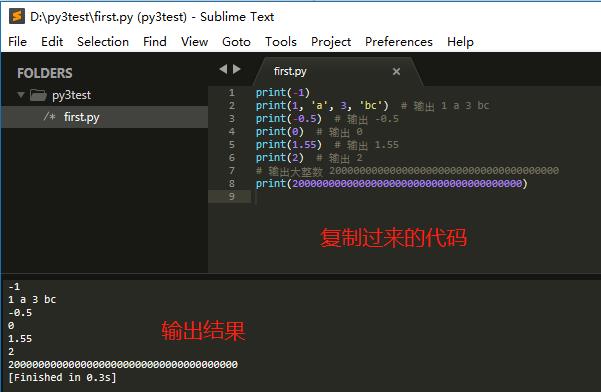 D:\py3test\first.py (py3test) - Sublime Text
File Edit Selection Find View Goto Tools Project Preferences Help
FOLDERS
py3test
/* first.py
first.py
1 print(-1)
2 print(1, 'a', 3, 'bc') # 输出 1 a 3 bc
3 print(-0.5) # 输出 -0.5
4 print(0) # 输出 0
5 print(1.55) # 输出 1.55
6 print(2) # 输出 2
7 # 输出大整数 200000000000000000000000000000000000000
8 print(200000000000000000000000000000000000000)
9
复制过来的代码
-1
1 a 3 bc
-0.5
0
1.55
2
200000000000000000000000000000000000000
[Finished in 0.3s]
输出结果